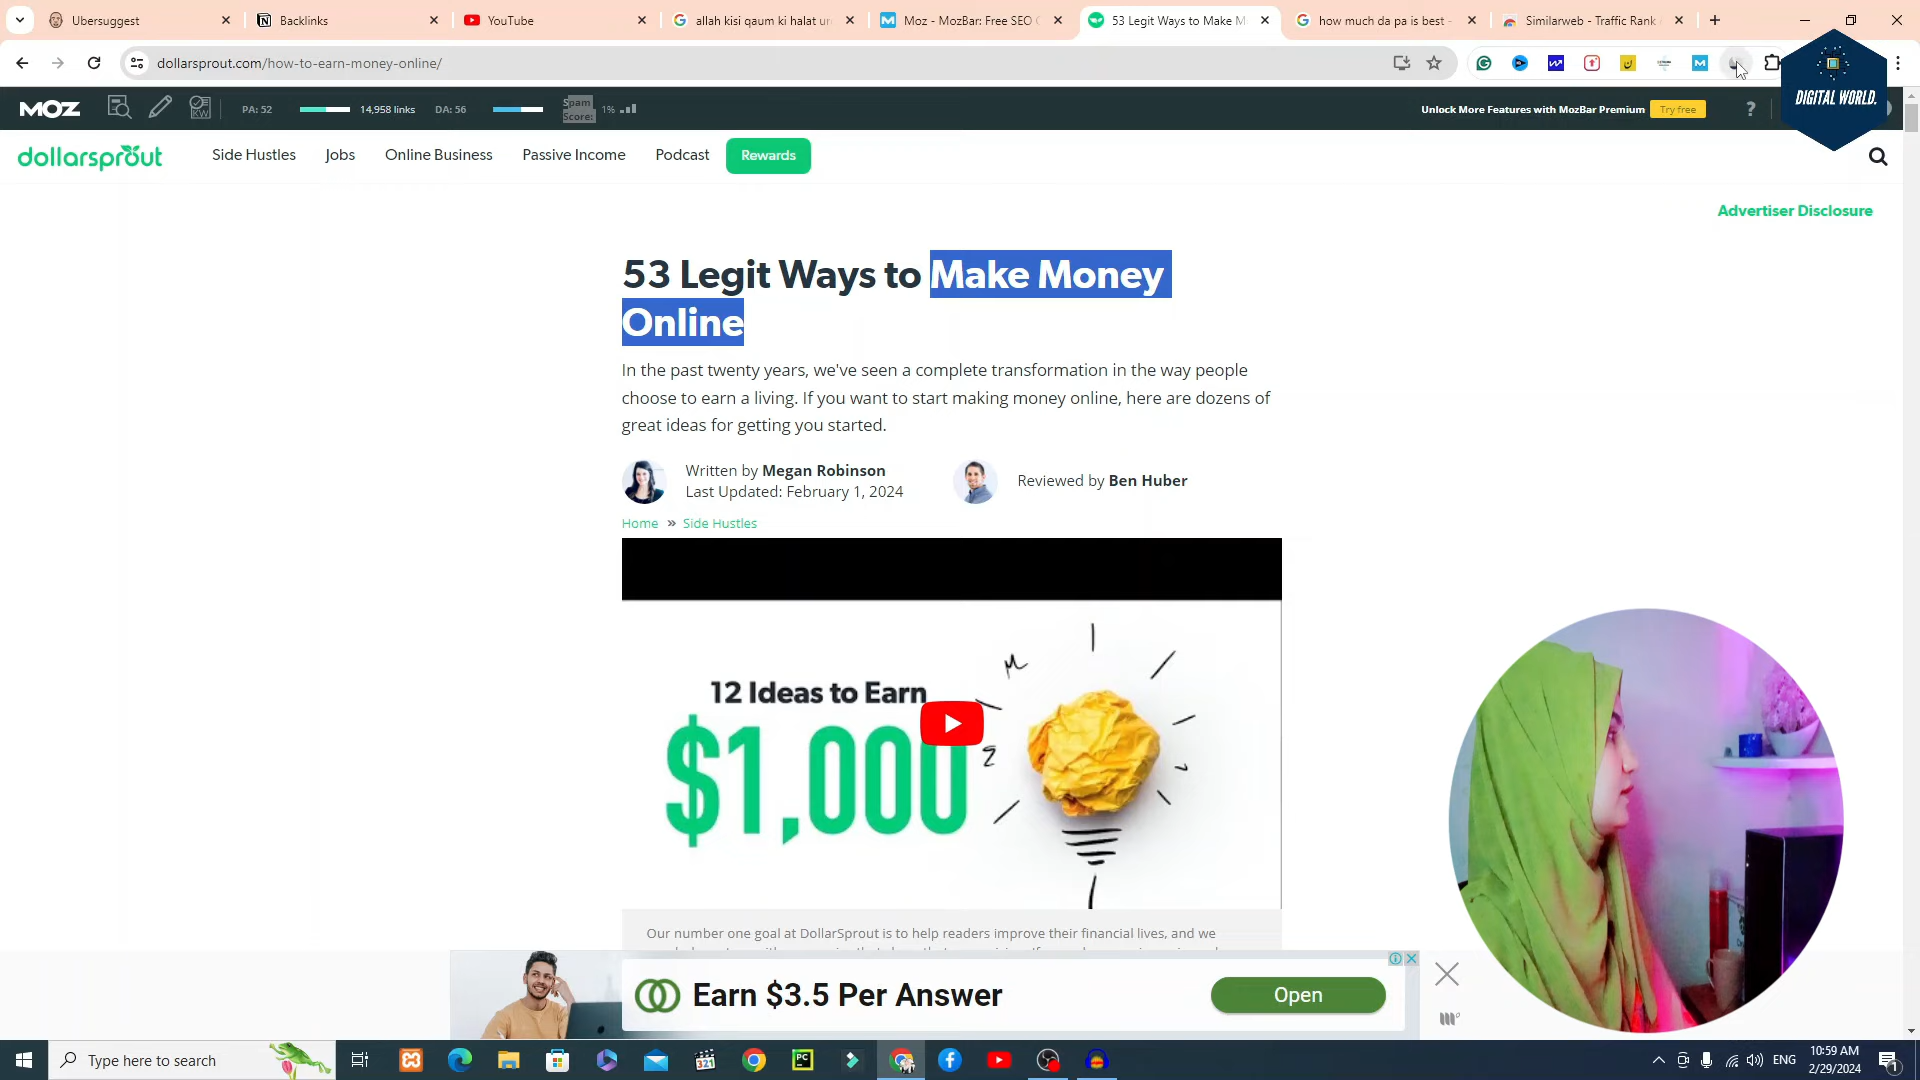 Ubersuggest
Backlinks
YouTube
allah kisi qaum ki halat
Moz - MozBar: Free SEO
53 Legit Ways to Make M
how much da pa is best -
Similarweb - Traffic Rank
dollarsprout.com/how-to-earn-money-online/
DIGITAL WORLD.
MOZ
PA: 52
14,958 links
DA: 56
Spam
Score:
1%
Unlock More Features with MozBar Premium
Try free
?
dollarsprout
Side Hustles
Jobs
Online Business
Passive Income
Podcast
Rewards
Advertiser Disclosure
53 Legit Ways to Make Money
Online
In the past twenty years, we've seen a complete transformation in the way people
choose to earn a living. If you want to start making money online, here are dozens of
great ideas for getting you started.
Written by Megan Robinson
Last Updated: February 1, 2024
Reviewed by Ben Huber
Home » Side Hustles
12 Ideas to Earn
$1,000
Our number one goal at DollarSprout is to help readers improve their financial lives, and we
Earn $3.5 Per Answer
Open
Type here to search
ENG
10:59 AM
2/29/2024